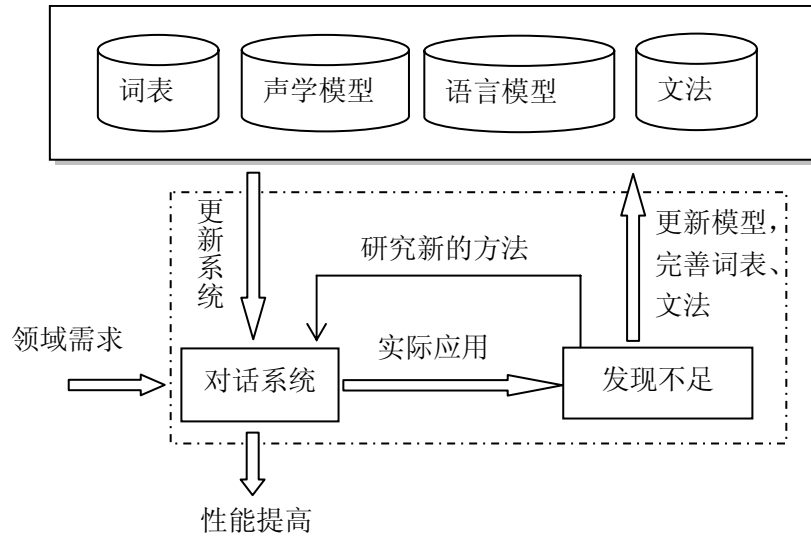 词表
声学模型
语言模型
文法
更新系统
研究新的方法
更新模型，
完善词表、
文法
领域需求
实际应用
对话系统
发现不足
性能提高